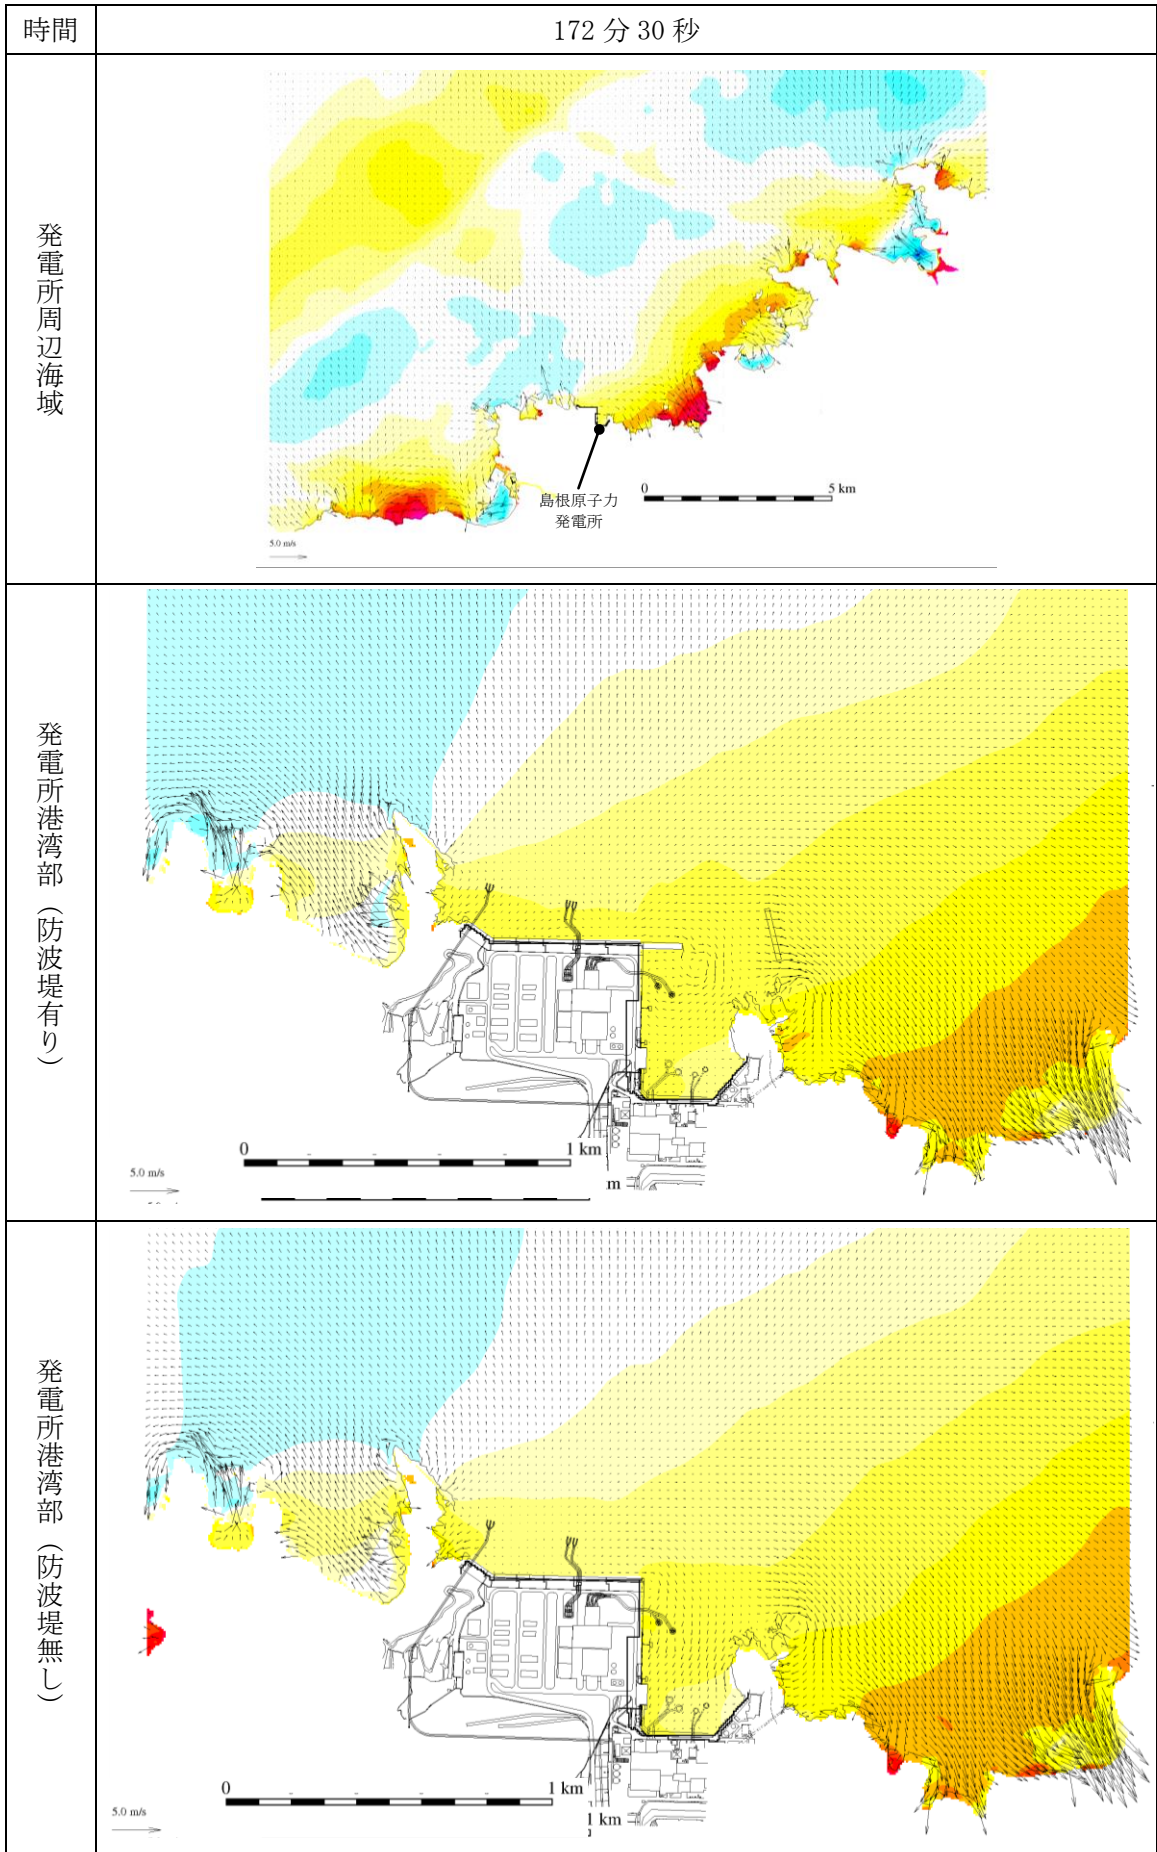 時間
172 分 30 秒
発電所周辺海域
島根原子力
発電所
0
5 km
5.0 m/s
発電所港湾部（防波堤有り）
0
1 km
5.0 m/s
m
発電所港湾部（防波堤無し）
0
1 km
5.0 m/s
1 km